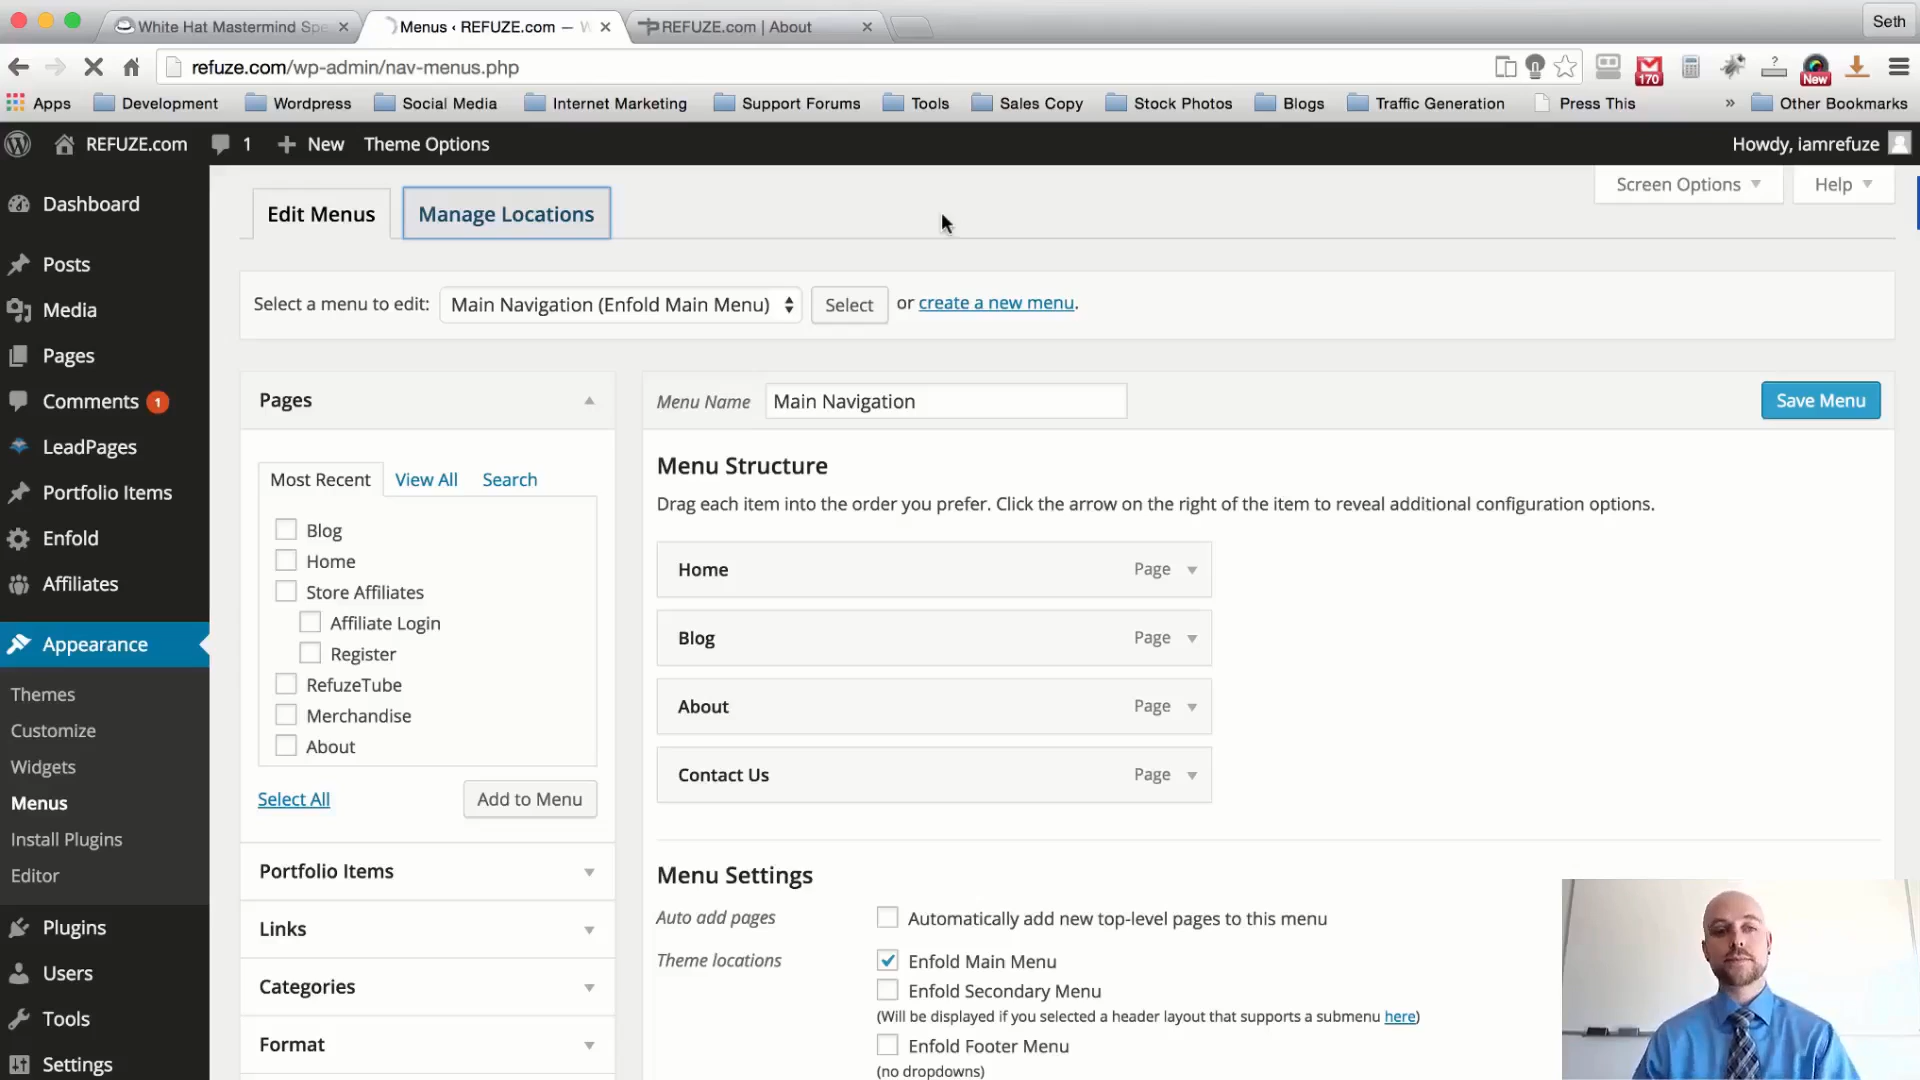 White Hat Mastermind Spe
Menus ‹ REFUZE.com — W
REFUZE.com | About
Seth
refuze.com/wp-admin/nav-menus.php
170
?
New
Apps
Development
Wordpress
Social Media
Internet Marketing
Support Forums
Tools
Sales Copy
Stock Photos
Blogs
Traffic Generation
Press This
»
Other Bookmarks
REFUZE.com
1
+ New
Theme Options
Howdy, iamrefuze
Dashboard
Posts
Media
Pages
Comments 1
LeadPages
Portfolio Items
Enfold
Affiliates
Appearance
Themes
Customize
Widgets
Menus
Install Plugins
Editor
Plugins
Users
Tools
Settings
Screen Options
Help
Edit Menus
Manage Locations
Select a menu to edit: Main Navigation (Enfold Main Menu) Select or create a new menu.
Pages
Most Recent
View All
Search
Blog
Home
Store Affiliates
Affiliate Login
Register
RefuzeTube
Merchandise
About
Select All
Add to Menu
Portfolio Items
Links
Categories
Format
Menu Name Main Navigation
Save Menu
Menu Structure
Drag each item into the order you prefer. Click the arrow on the right of the item to reveal additional configuration options.
Home Page
Blog Page
About Page
Contact Us Page
Menu Settings
Auto add pages
Automatically add new top-level pages to this menu
Theme locations
Enfold Main Menu
Enfold Secondary Menu
(Will be displayed if you selected a header layout that supports a submenu here)
Enfold Footer Menu
(no dropdowns)